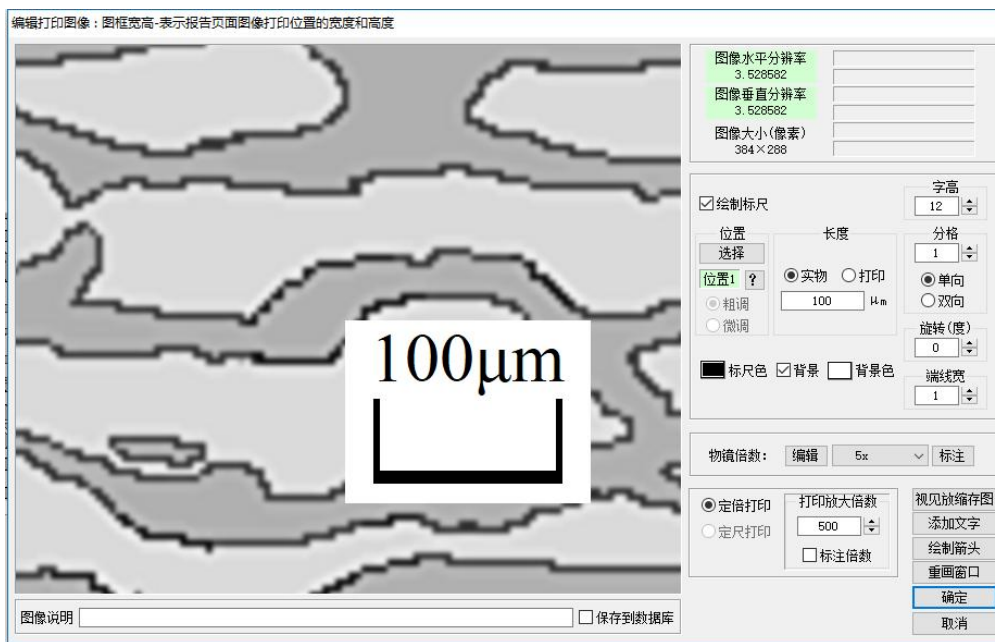 编辑打印图像：图框宽高-表示报告页面图像打印位置的宽度和高度
100μm
图像水平分辨率
3.528582
图像垂直分辨率
3.528582
图像大小(像素)
384×288
绘制标尺
字高
12
位置
选择
位置1 ?
粗调
微调
长度
实物 打印
100 μm
分格
1
单向
双向
旋转(度)
0
标尺色 背景 背景色
端线宽
1
物镜倍数： 编辑 5x 标注
定倍打印
定尺打印
打印放大倍数
500
标注倍数
视见放缩存图
添加文字
绘制箭头
重画窗口
确定
取消
图像说明 保存到数据库